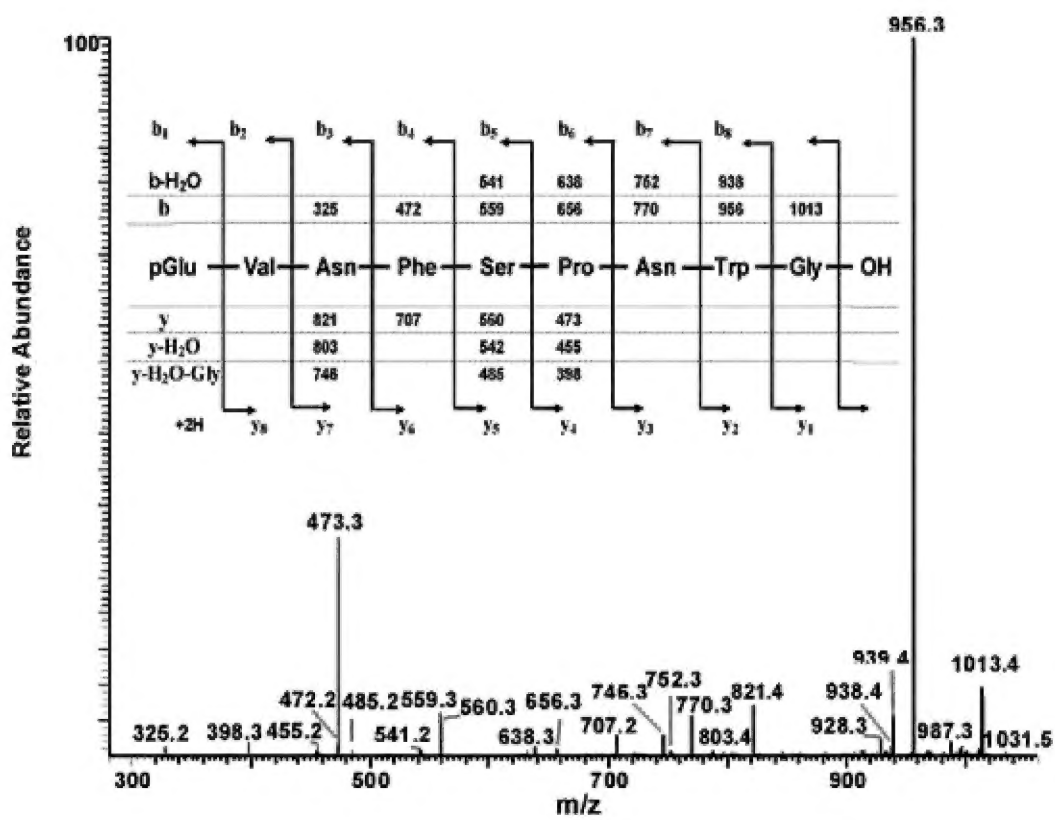 956.3
100
b₁ b₂ b₃ b₄ b₅ b₆ b₇ b₈
b-H₂O 541 638 752 938
b 325 472 559 656 770 956 1013
pGlu Val Asn Phe Ser Pro Asn Trp Gly OH
y 821 707 560 473
y-H₂O 803 542 455
y-H₂O-Gly 746 485 398
+2H y₈ y₇ y₆ y₅ y₄ y₃ y₂ y₁
Relative Abundance
473.3
939.4
1013.4
472.2 485.2 559.3 560.3 656.3 746.3 752.3 770.3 821.4 938.4
325.2 398.3 455.2 541.2 638.3 707.2 803.4 928.3 987.3 1031.5
300 500 700 900
m/z